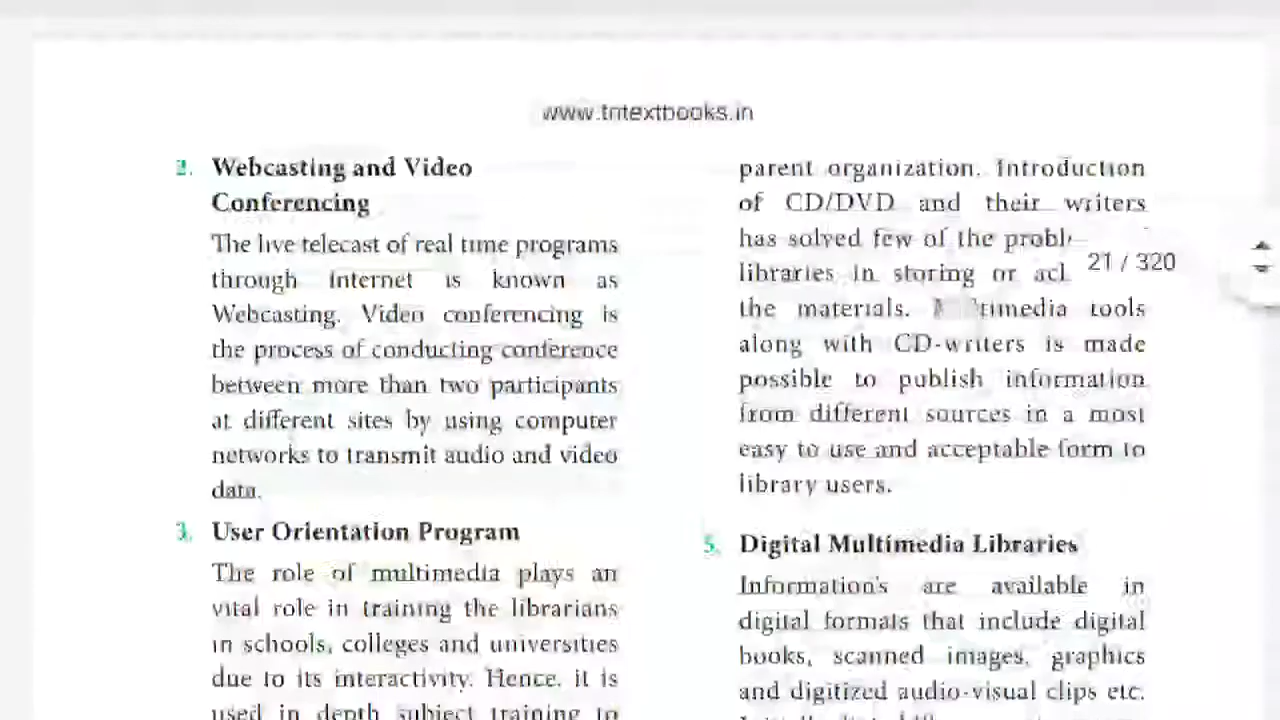 www.tntextbooks.in
2. Webcasting and Video
Conferencing
The live telecast of real time programs
through Internet is known as
Webcasting. Video conferencing is
the process of conducting conference
between more than two participants
at different sites by using computer
networks to transmit audio and video
data.
3. User Orientation Program
The role of multimedia plays an
vital role in training the librarians
in schools, colleges and universities
due to its interactivity. Hence, it is
used in depth subject training to
parent organization. Introduction
of CD/DVD and their writers
has solved few of the
libraries in storing or
the materials.
tools
along with CD-writers is made
possible to publish information
from different sources in a most
easy to use and acceptable form to
library users.
5. Digital Multimedia Libraries
Information's are available in
digital formats that include digital
books, scanned images, graphics
and digitized audio-visual clips etc.
21 / 320